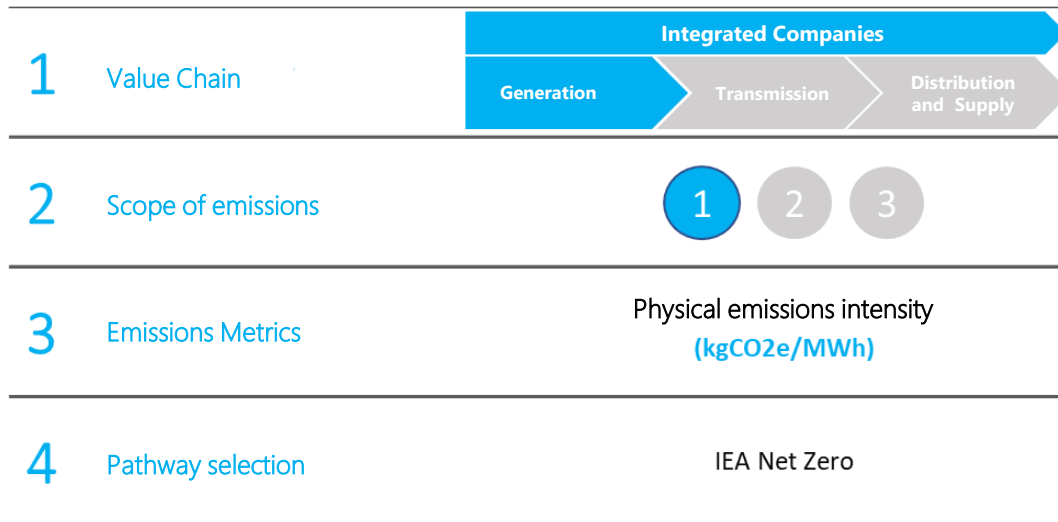 1
Value Chain
Integrated Companies
Generation
Transmission
Distribution
and Supply
2
Scope of emissions
1
2
3
3
Emissions Metrics
Physical emissions intensity
(kgCO2e/MWh)
4
Pathway selection
IEA Net Zero